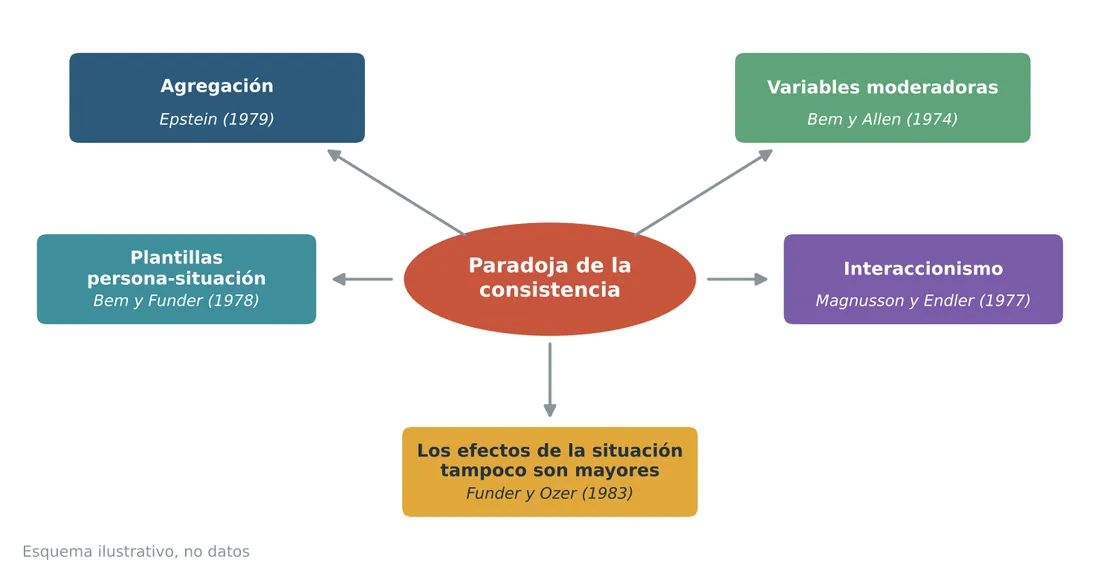 Agregación
Epstein (1979)
Variables moderadoras
Bem y Allen (1974)
Plantillas
persona-situación
Bem y Funder (1978)
Paradoja de la
consistencia
Interaccionismo
Magnusson y Endler (1977)
Los efectos de la situación
tampoco son mayores
Funder y Ozer (1983)
Esquema ilustrativo, no datos